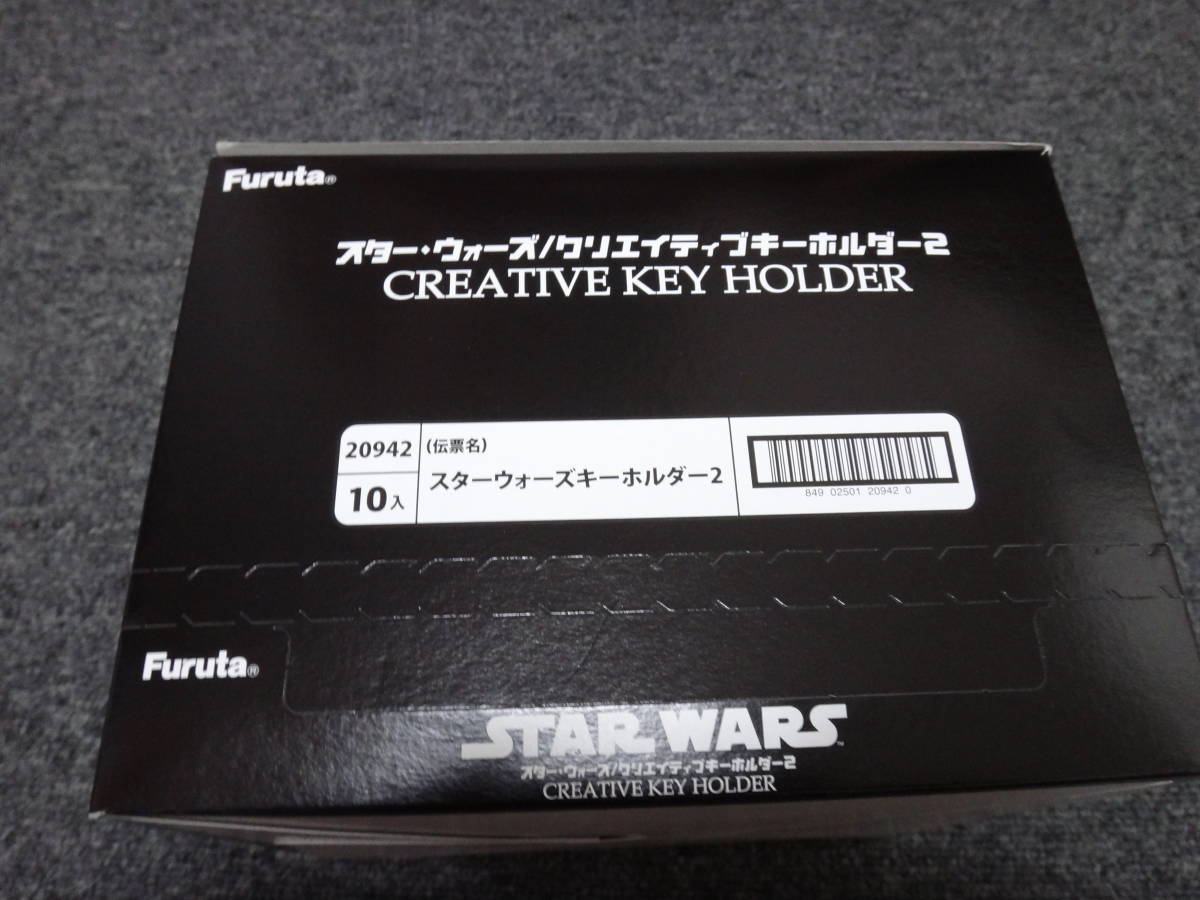 Furuta®
スター・ウォーズ/クリエイティブキーホルダー2
CREATIVE KEY HOLDER
20942
10入
(伝票名)
スターウォーズキーホルダー2
849 02501 20942 0
Furuta®
STAR WARS™
スター・ウォーズ/クリエイティブキーホルダー2
CREATIVE KEY HOLDER